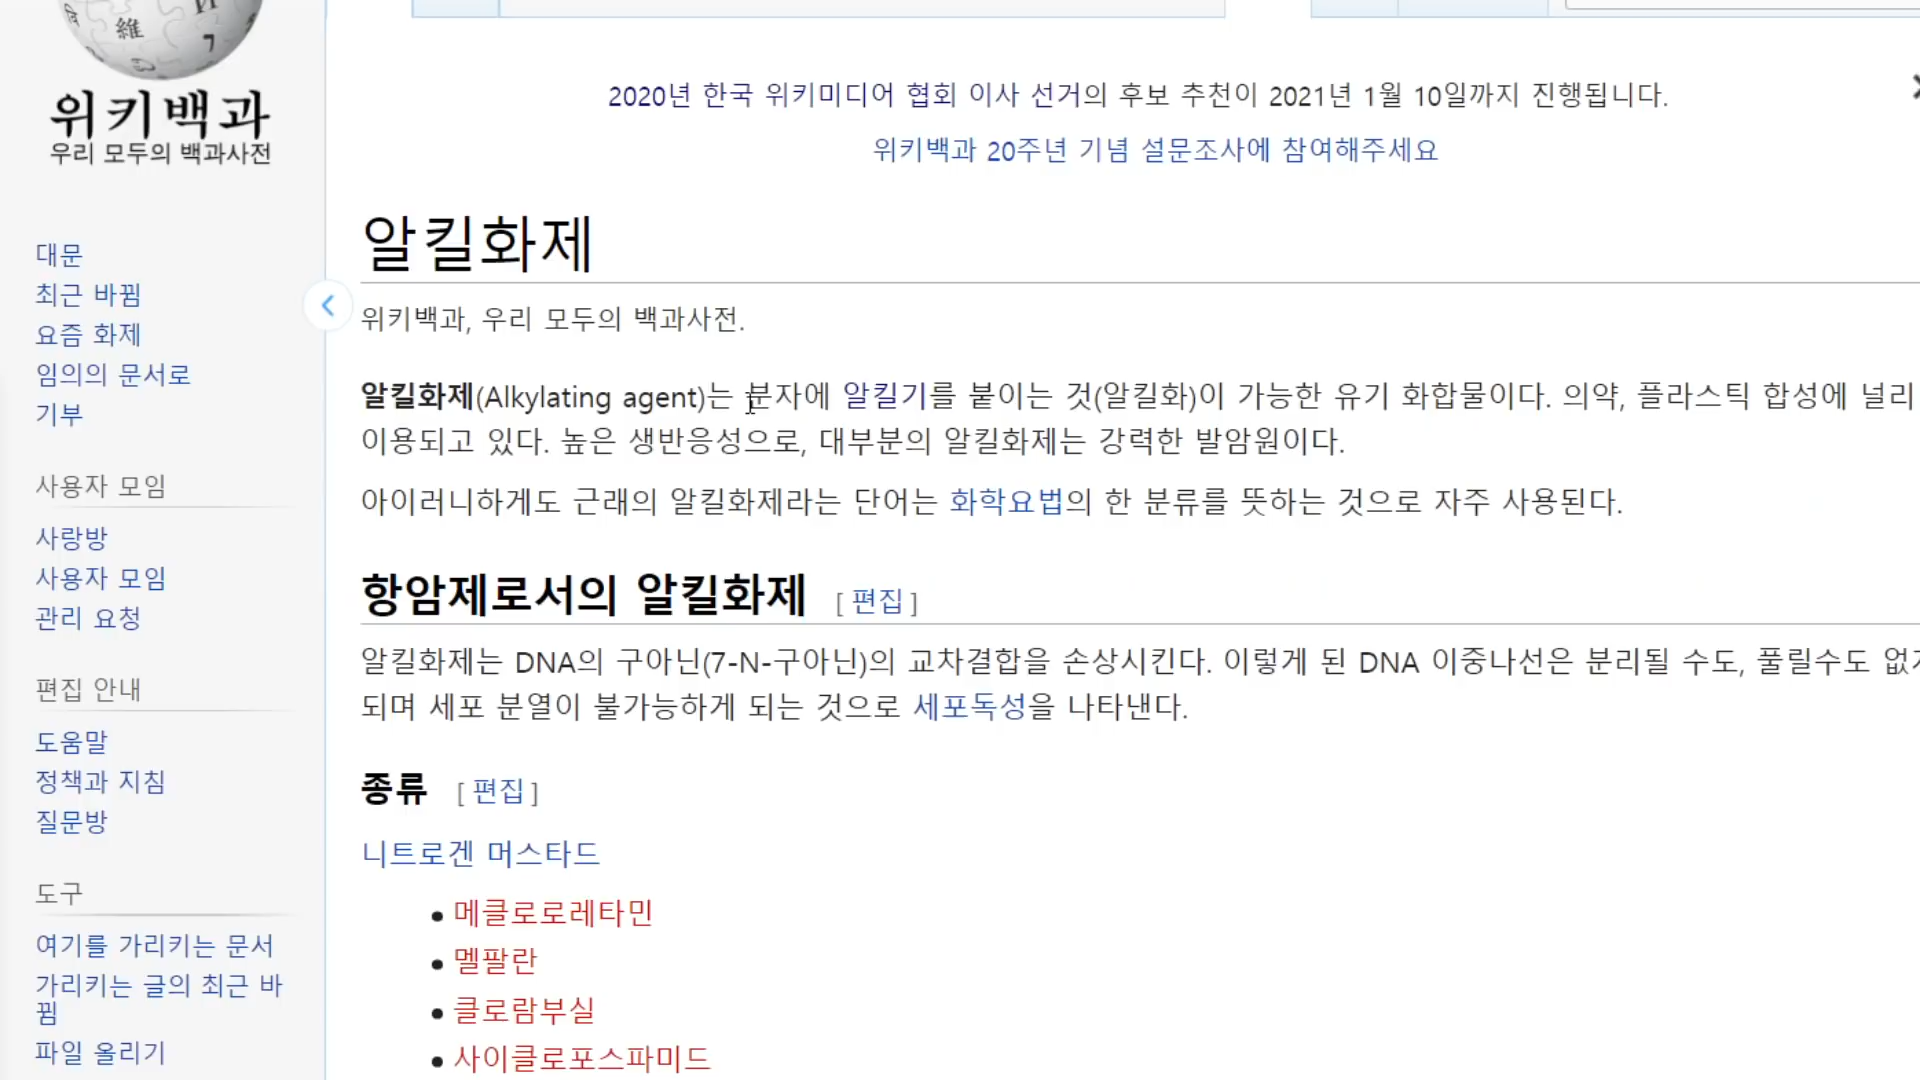 維
위키백과
우리 모두의 백과사전
대문
최근 바뀜
요즘 화제
임의의 문서로
기부
사용자 모임
사랑방
사용자 모임
관리 요청
편집 안내
도움말
정책과 지침
질문방
도구
여기를 가리키는 문서
가리키는 글의 최근 바
뀜
파일 올리기
2020년 한국 위키미디어 협회 이사 선거의 후보 추천이 2021년 1월 10일까지 진행됩니다.
위키백과 20주년 기념 설문조사에 참여해주세요
알킬화제
위키백과, 우리 모두의 백과사전.
알킬화제(Alkylating agent)는 분자에 알킬기를 붙이는 것(알킬화)이 가능한 유기 화합물이다. 의약, 플라스틱 합성에 널리
이용되고 있다. 높은 생반응성으로, 대부분의 알킬화제는 강력한 발암원이다.
아이러니하게도 근래의 알킬화제라는 단어는 화학요법의 한 분류를 뜻하는 것으로 자주 사용된다.
항암제로서의 알킬화제 [ 편집 ]
알킬화제는 DNA의 구아닌(7-N-구아닌)의 교차결합을 손상시킨다. 이렇게 된 DNA 이중나선은 분리될 수도, 풀릴수도 없게
되며 세포 분열이 불가능하게 되는 것으로 세포독성을 나타낸다.
종류 [ 편집 ]
니트로겐 머스타드
• 메클로로레타민
• 멜팔란
• 클로람부실
• 사이클로포스파미드